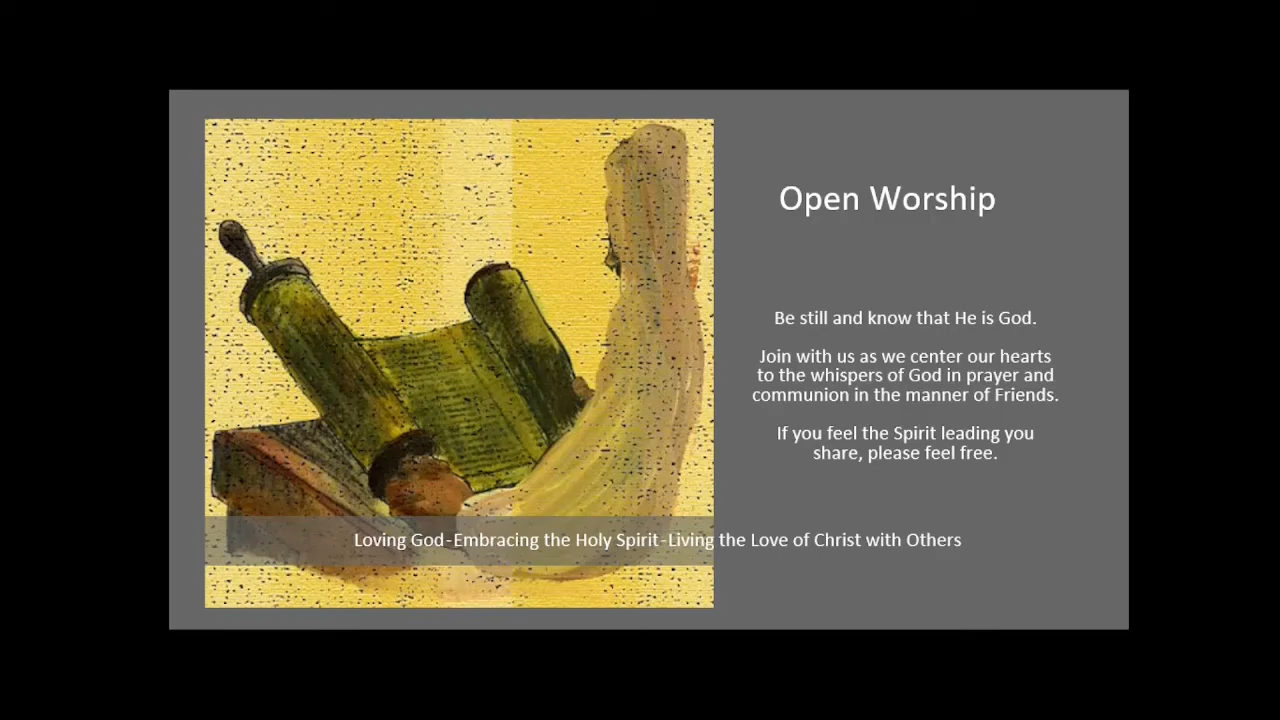 Open Worship
Be still and know that He is God.
Join with us as we center our hearts
to the whispers of God in prayer and
communion in the manner of Friends.
If you feel the Spirit leading you
share, please feel free.
Loving God-Embracing the Holy Spirit-Living the Love of Christ with Others